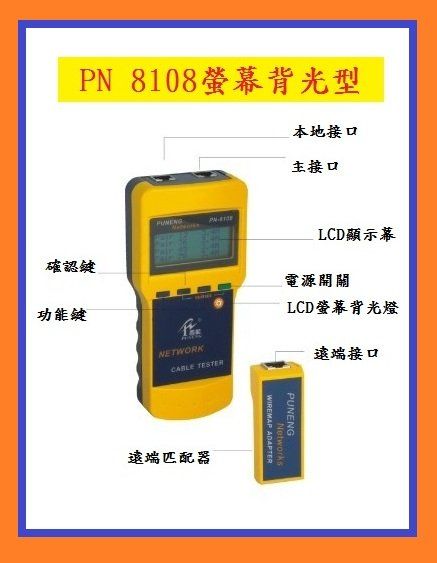 PN 8108螢幕背光型
本地接口
主接口
PUNENG
Networks
PN-8108
LCD顯示幕
確認鍵
電源開關
功能鍵
LCD螢幕背光燈
NETWORK
CABLE TESTER
遠端接口
PUNENG
Networks
WIREMAP ADAPTER
遠端匹配器